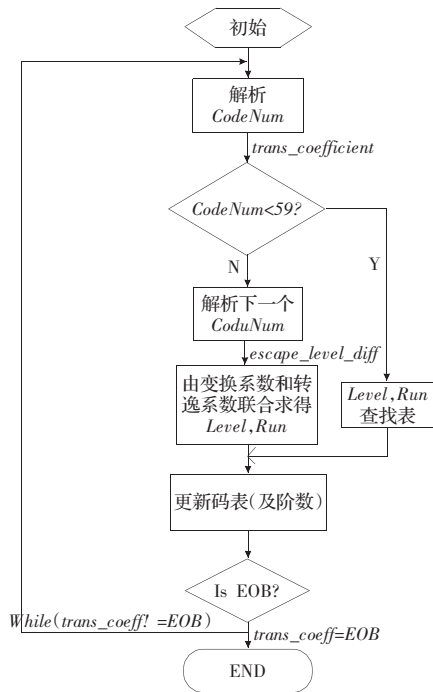 初始
解析
CodeNum
trans_coefficient
CodeNum<59?
N
Y
解析下一个
CoduNum
escape_level_diff
由变换系数和转
逸系数联合求得
Level,Run
Level,Run
查找表
更新码表(及阶数)
Is EOB?
While(trans_coeff! =EOB)
trans_coeff=EOB
END